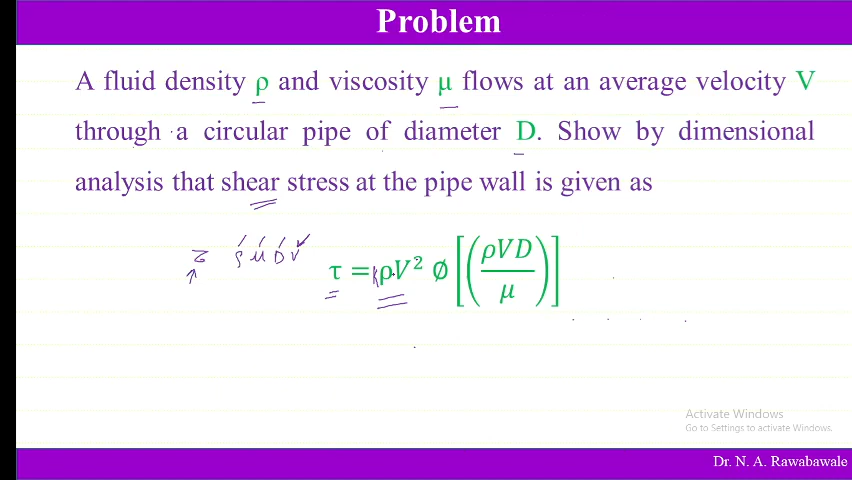 Problem
A fluid density ρ and viscosity μ flows at an average velocity V
through a circular pipe of diameter D. Show by dimensional
analysis that shear stress at the pipe wall is given as
τ ρ μ D V
τ = ρV² ∅ [(ρVD/μ)]
Activate Windows
Go to Settings to activate Windows.
Dr. N. A. Rawabawale